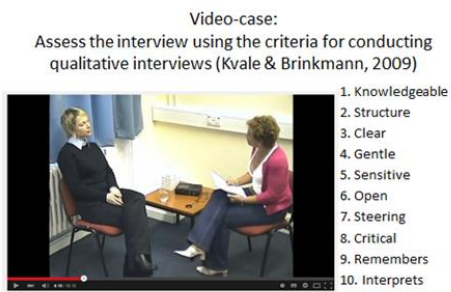 Video-case:
Assess the interview using the criteria for conducting
qualitative interviews (Kvale & Brinkmann, 2009)
1. Knowledgeable
2. Structure
3. Clear
4. Gentle
5. Sensitive
6. Open
7. Steering
8. Critical
9. Remembers
10. Interprets